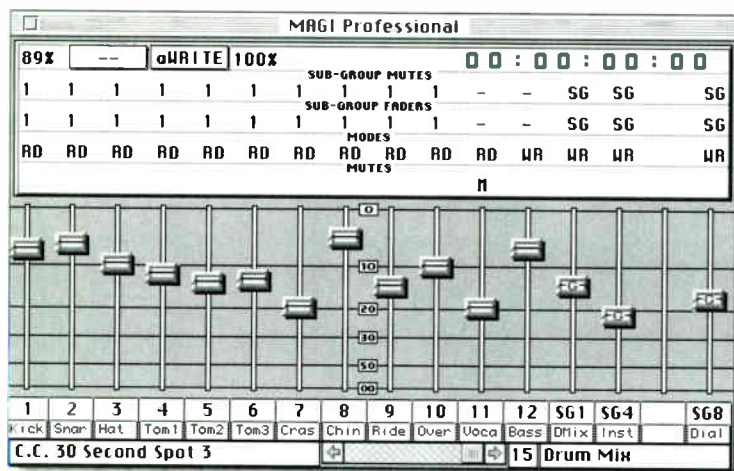 MAGI Professional
89% -- aWRITE 100% 00:00:00:00
SUB-GROUP MUTES
1 1 1 1 1 1 1 1 1 1 - - SG SG SG
SUB-GROUP FADERS
1 1 1 1 1 1 1 1 1 1 - - SG SG SG
MODES
RD RD RD RD RD RD RD RD RD RD RD WR WR WR WR
MUTES
M
0
10
20
30
50
00
-G- -G- -G-
1 2 3 4 5 6 7 8 9 10 11 12 SG1 SG4 SG8
Kick Snar Hat Tom1 Tom2 Tom3 Cras Chin Ride Over Voca Bass DMix Inst Dial
C.C. 30 Second Spot 3 15 Drum Mix